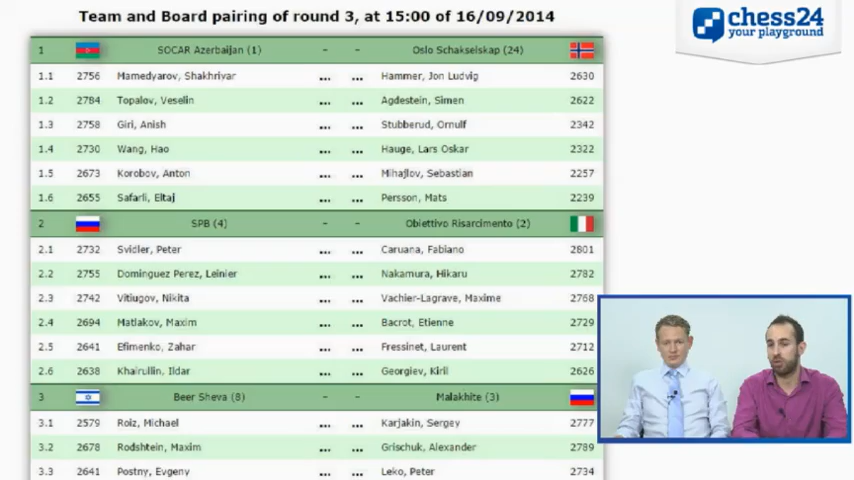 Team and Board pairing of round 3, at 15:00 of 16/09/2014
chess24
your playground
1 SOCAR Azerbaijan (1) - - Oslo Schakselskap (24)
1.1 2756 Mamedyarov, Shakhriyar ... ... Hammer, Jon Ludvig 2630
1.2 2784 Topalov, Veselin ... ... Agdestein, Simen 2622
1.3 2758 Giri, Anish ... ... Stubberud, Ornulf 2342
1.4 2730 Wang, Hao ... ... Hauge, Lars Oskar 2322
1.5 2673 Korobov, Anton ... ... Mihajlov, Sebastian 2257
1.6 2655 Safarli, Eltaj ... ... Persson, Mats 2239
2 SPB (4) - - Obiettivo Risarcimento (2)
2.1 2732 Svidler, Peter ... ... Caruana, Fabiano 2801
2.2 2755 Dominguez Perez, Leinier ... ... Nakamura, Hikaru 2782
2.3 2742 Vitiugov, Nikita ... ... Vachier-Lagrave, Maxime 2768
2.4 2694 Matlakov, Maxim ... ... Bacrot, Etienne 2729
2.5 2641 Efimenko, Zahar ... ... Fressinet, Laurent 2712
2.6 2638 Khairullin, Ildar ... ... Georgiev, Kiril 2626
3 Beer Sheva (8) - - Malakhite (3)
3.1 2579 Roiz, Michael ... ... Karjakin, Sergey 2777
3.2 2678 Rodshtein, Maxim ... ... Grischuk, Alexander 2789
3.3 2641 Postny, Evgeny ... ... Leko, Peter 2734